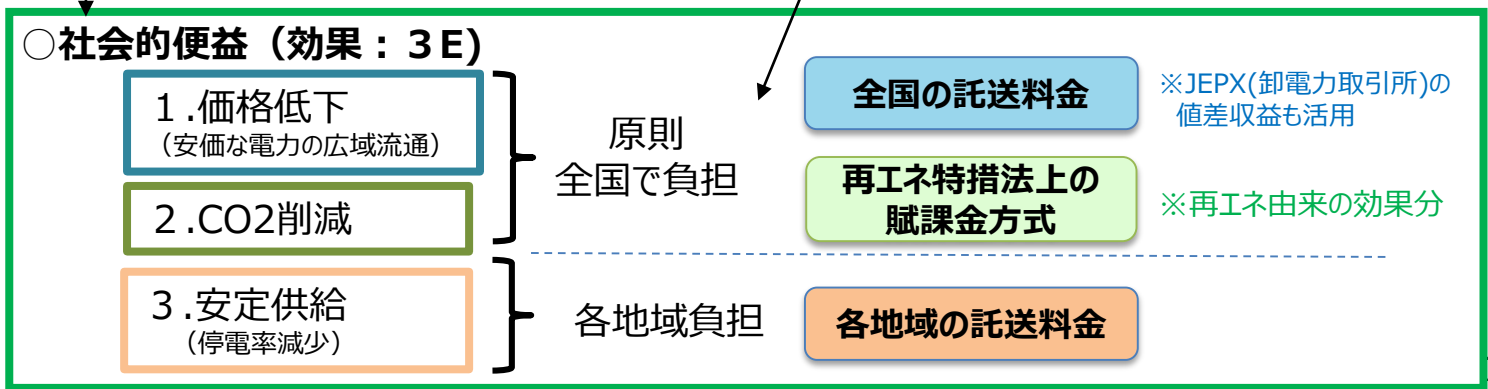 ○社会的便益（効果：３E)
１.価格低下
（安価な電力の広域流通）
２.CO2削減
３.安定供給
（停電率減少）
原則
全国で負担
各地域負担
全国の託送料金
※JEPX(卸電力取引所)の
値差収益も活用
再エネ特措法上の
賦課金方式
※再エネ由来の効果分
各地域の託送料金